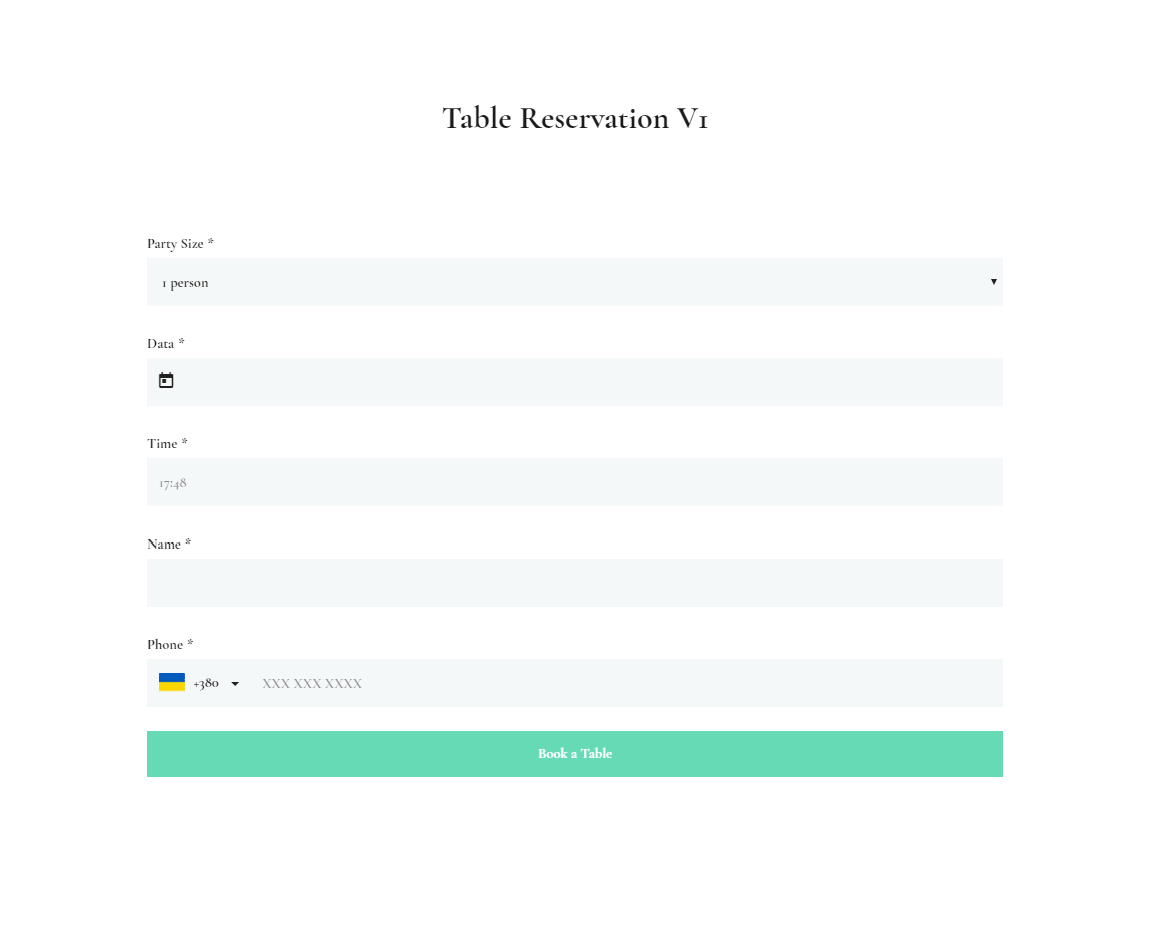 Table Reservation V1
Party Size *
1 person
Data *
Time *
17:48
Name *
Phone *
+380 XXX XXX XXXX
Book a Table